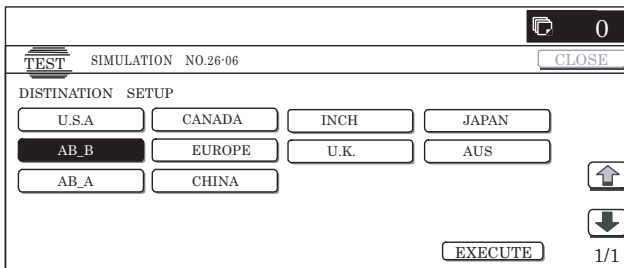 0
TEST SIMULATION NO.26-06 CLOSE
DISTINATION SETUP
U.S.A CANADA INCH JAPAN
AB_B EUROPE U.K. AUS
AB_A CHINA
EXECUTE 1/1